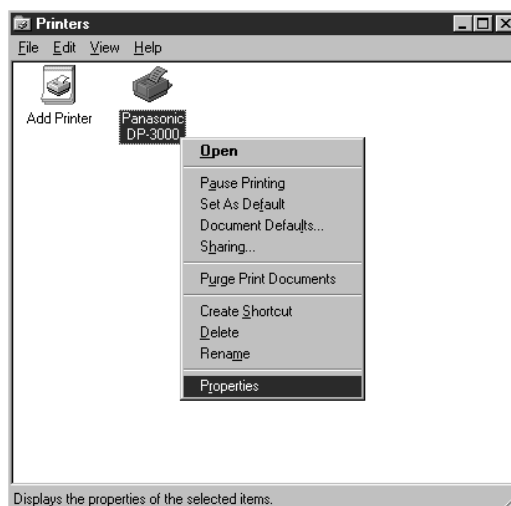 Printers
File Edit View Help
Add Printer
Panasonic
DP-3000
Open
Pause Printing
Set As Default
Document Defaults...
Sharing...
Purge Print Documents
Create Shortcut
Delete
Rename
Properties
Displays the properties of the selected items.